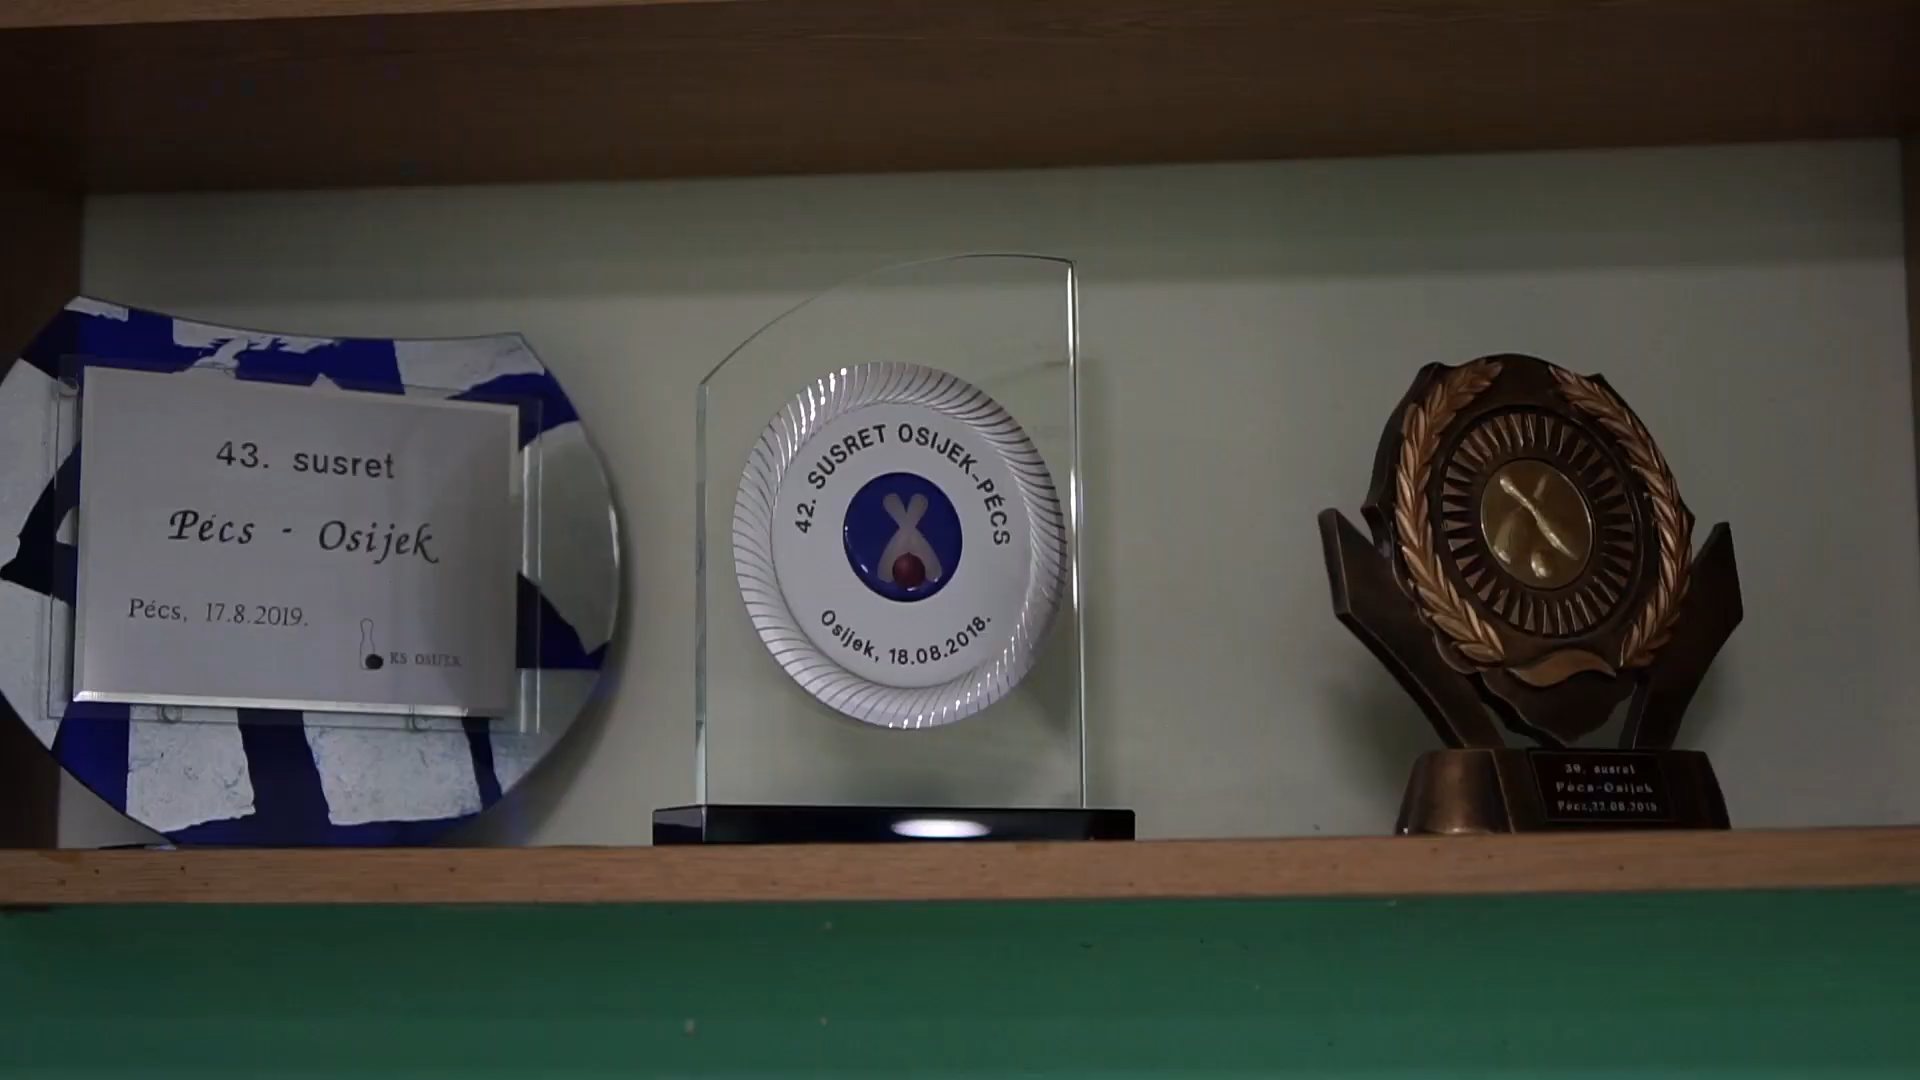 43. susret
Pécs - Osijek
Pécs, 17.8.2019.
KS OSIJEK
42. SUSRET OSIJEK-PÉCS
Osijek, 18.08.2018.
39. susret
Pécs-Osijek